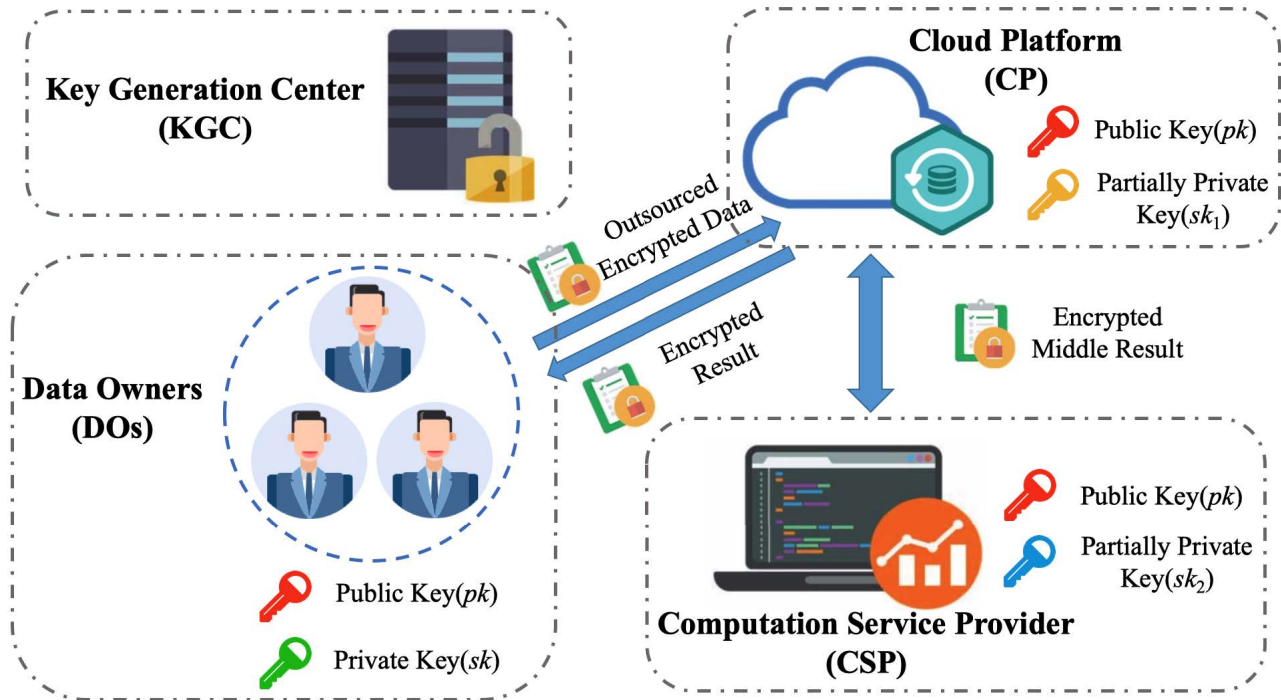 Key Generation Center
(KGC)
Cloud Platform
(CP)
Public Key(pk)
Partially Private
Key(sk₁)
Outsourced
Encrypted Data
Encrypted
Result
Encrypted
Middle Result
Data Owners
(DOs)
Public Key(pk)
Private Key(sk)
Public Key(pk)
Partially Private
Key(sk₂)
Computation Service Provider
(CSP)